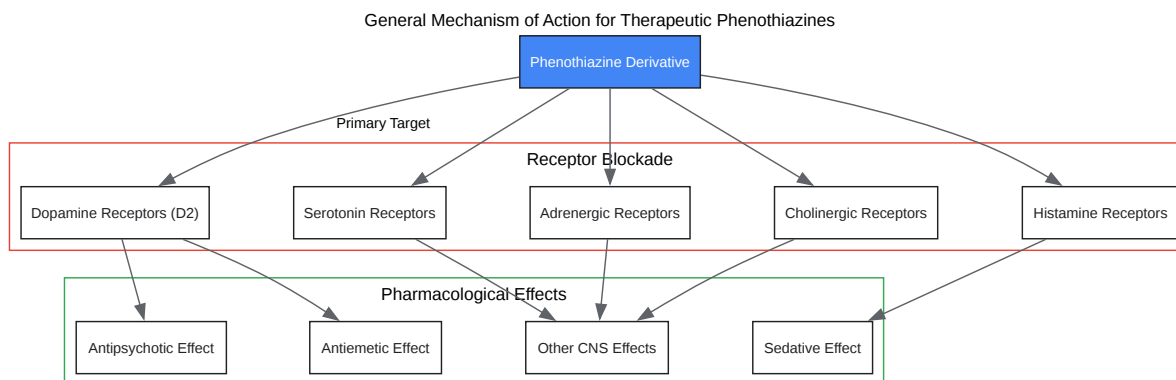 General Mechanism of Action for Therapeutic Phenothiazines
Phenothiazine Derivative
Primary Target
Receptor Blockade
Dopamine Receptors (D2)
Serotonin Receptors
Adrenergic Receptors
Cholinergic Receptors
Histamine Receptors
Pharmacological Effects
Antipsychotic Effect
Antiemetic Effect
Other CNS Effects
Sedative Effect